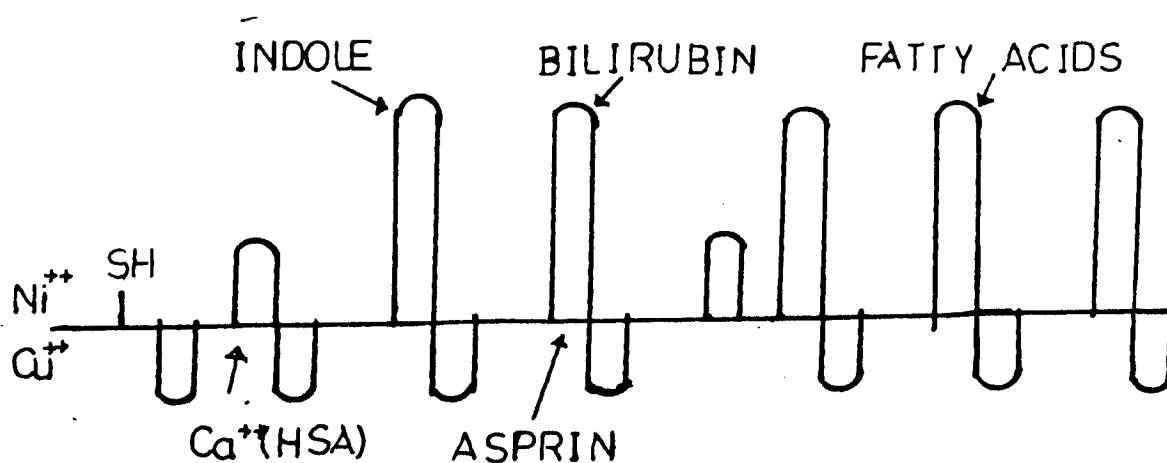 INDOLE BILIRUBIN FATTY ACIDS
SH
Ni++
Cu++
Ca++(HSA) ASPRIN